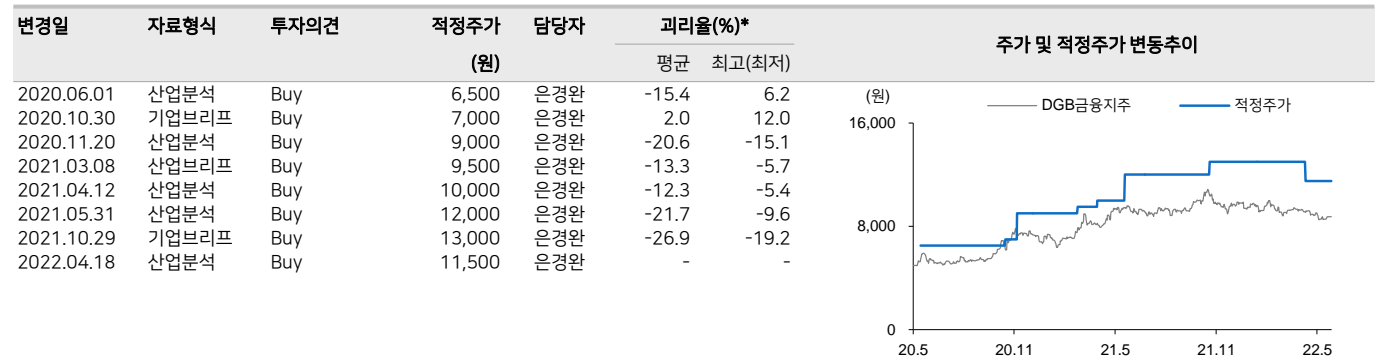 변경일 자료형식 투자의견 적정주가 담당자 괴리율(%)*
(원) 평균 최고(최저)
2020.06.01 산업분석 Buy 6,500 은경완 -15.4 6.2
2020.10.30 기업브리프 Buy 7,000 은경완 2.0 12.0
2020.11.20 산업분석 Buy 9,000 은경완 -20.6 -15.1
2021.03.08 산업브리프 Buy 9,500 은경완 -13.3 -5.7
2021.04.12 산업분석 Buy 10,000 은경완 -12.3 -5.4
2021.05.31 산업분석 Buy 12,000 은경완 -21.7 -9.6
2021.10.29 기업브리프 Buy 13,000 은경완 -26.9 -19.2
2022.04.18 산업분석 Buy 11,500 은경완 - -
주가 및 적정주가 변동추이
(원)
DGB금융지주 적정주가
16,000
8,000
0
20.5 20.11 21.5 21.11 22.5